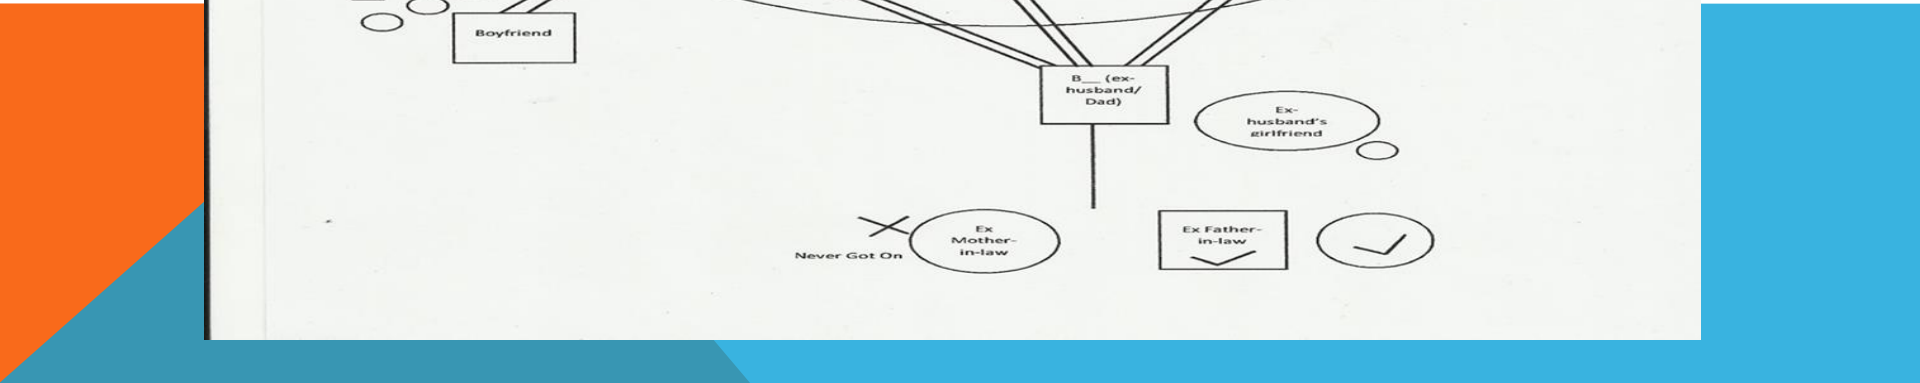 Boyfriend
B__ (ex-
husband/
Dad)
Ex-
husband's
girlfriend
Ex
Mother-
in-law
Never Got On
Ex Father-
in-law